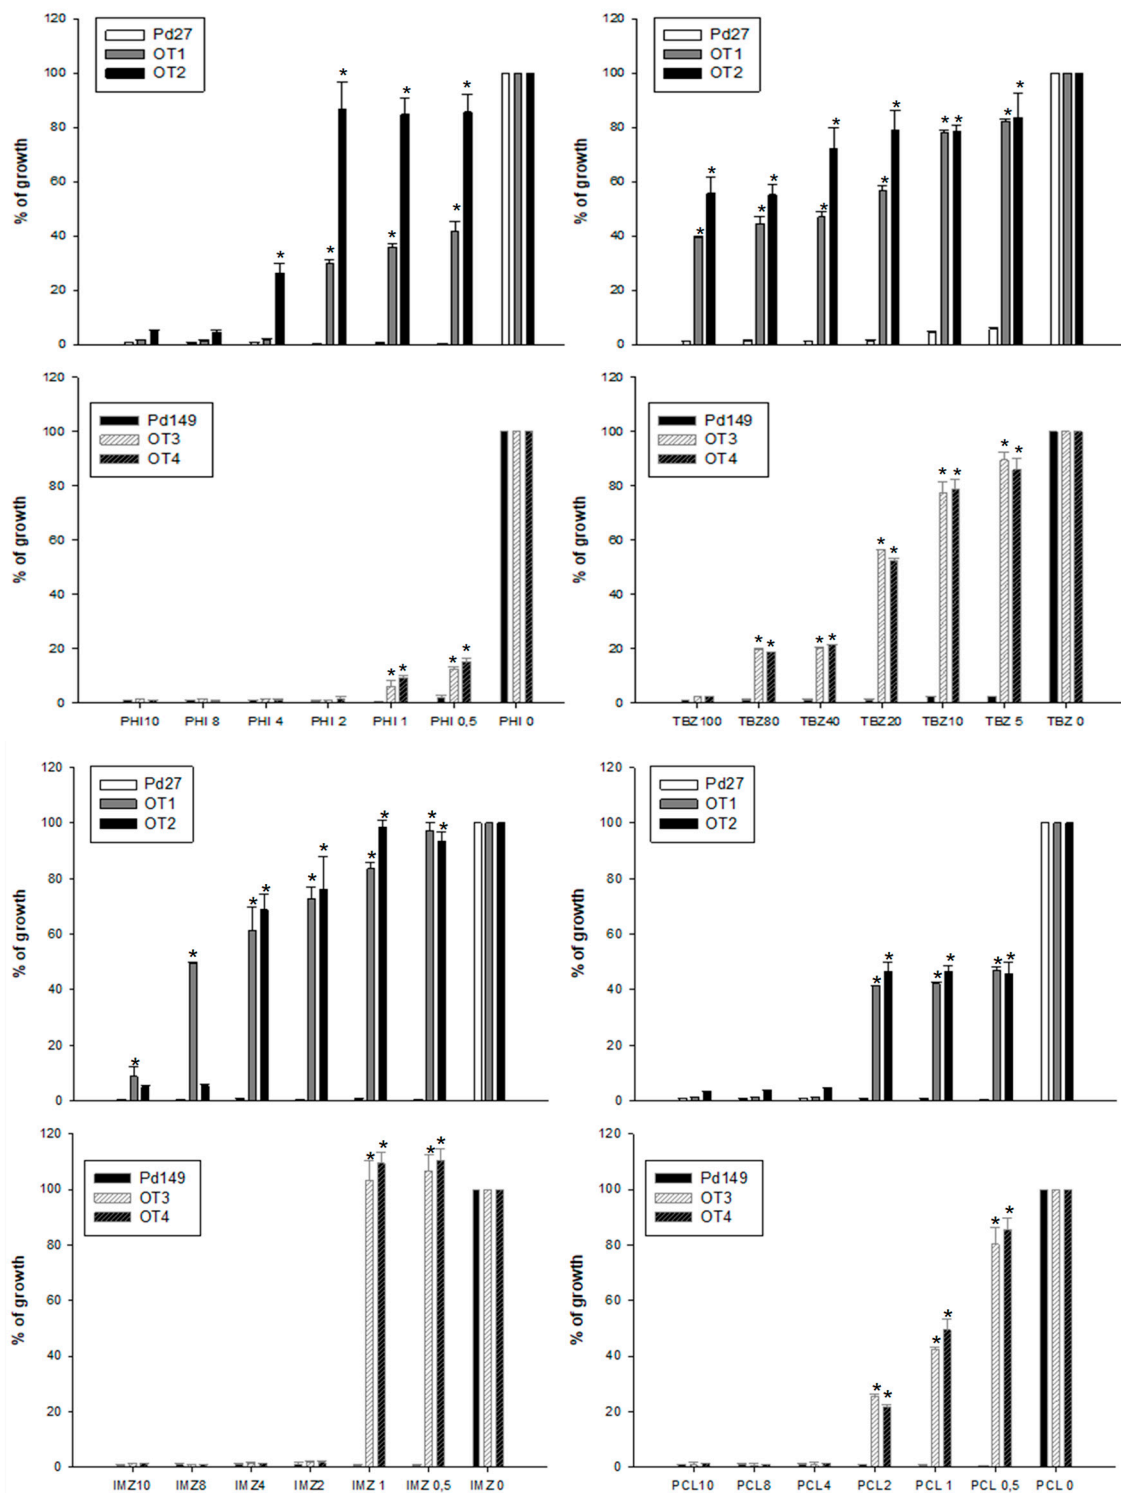 120
100
80
60
40
20
0
% of growth
Pd27
OT1
OT2
* * * * * * *
120
100
80
60
40
20
0
% of growth
Pd27
OT1
OT2
* * * * * * * * * * * *
120
100
80
60
40
20
0
% of growth
Pd149
OT3
OT4
* * * *
PHI10 PHI 8 PHI 4 PHI 2 PHI 1 PHI 0,5 PHI 0
120
100
80
60
40
20
0
% of growth
Pd149
OT3
OT4
* * * * * * * * * *
TBZ100 TBZ80 TBZ40 TBZ20 TBZ10 TBZ 5 TBZ 0
120
100
80
60
40
20
0
% of growth
Pd27
OT1
OT2
* * * * * * * * * *
120
100
80
60
40
20
0
% of growth
Pd27
OT1
OT2
* * * * * *
120
100
80
60
40
20
0
% of growth
Pd149
OT3
OT4
* * * *
IMZ10 IMZ8 IMZ4 IMZ2 IMZ 1 IMZ 0,5 IMZ 0
120
100
80
60
40
20
0
% of growth
Pd149
OT3
OT4
* * * * * *
PCL10 PCL8 PCL4 PCL2 PCL 1 PCL 0,5 PCL 0